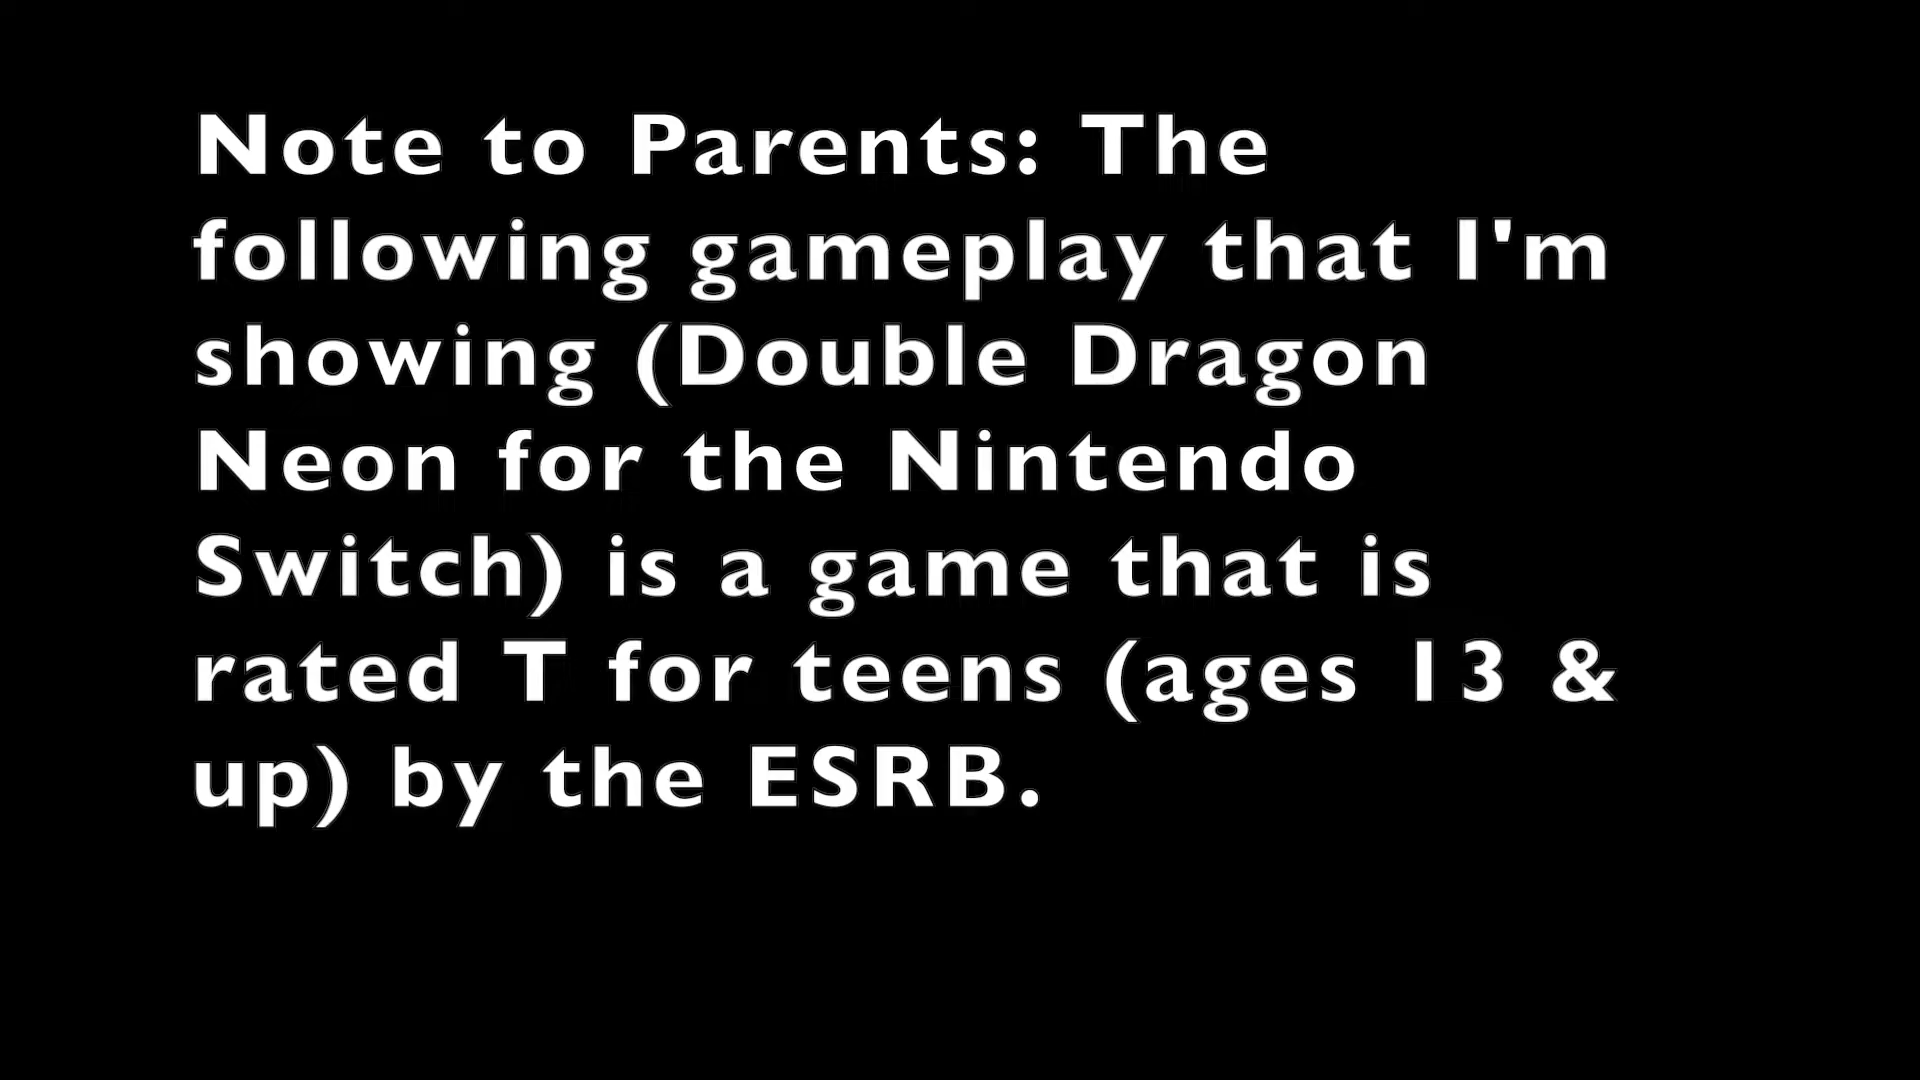 Note to Parents: The
following gameplay that I'm
showing (Double Dragon
Neon for the Nintendo
Switch) is a game that is
rated T for teens (ages 13 &
up) by the ESRB.